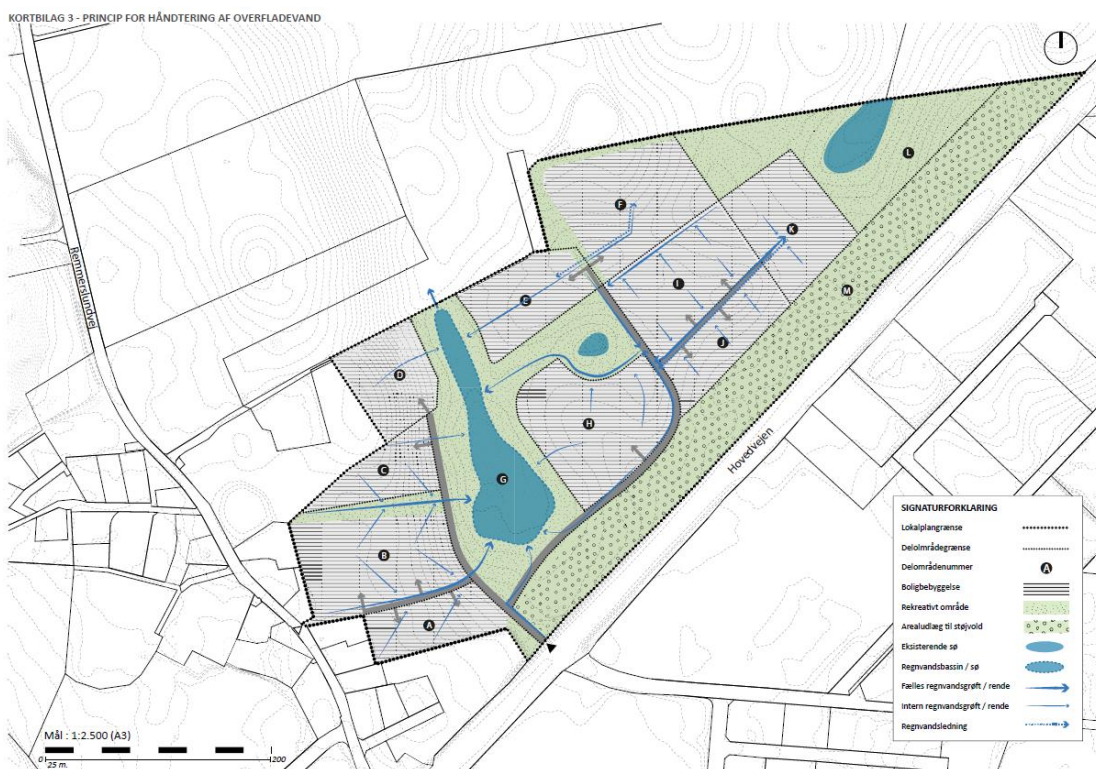 KORTBILAG 3 - PRINCIP FOR HÅNDTERING AF OVERFLADEVAND
L
F
K
Remmerslundvej
I
M
E
J
D
H
Hovedvejen
C
G
B
A
SIGNATURFORKLARING
Lokalplangrænse
Delområdegrænse
Delområdenummer A
Boligbebyggelse
Rekreativt område
Arealudlæg til støjvold
Eksisterende sø
Regnvandsbassin / sø
Fælles regnvandsgrøft / rende
Intern regnvandsgrøft / rende
Regnvandsledning
Mål : 1:2.500 (A3)
0 200
25 m.